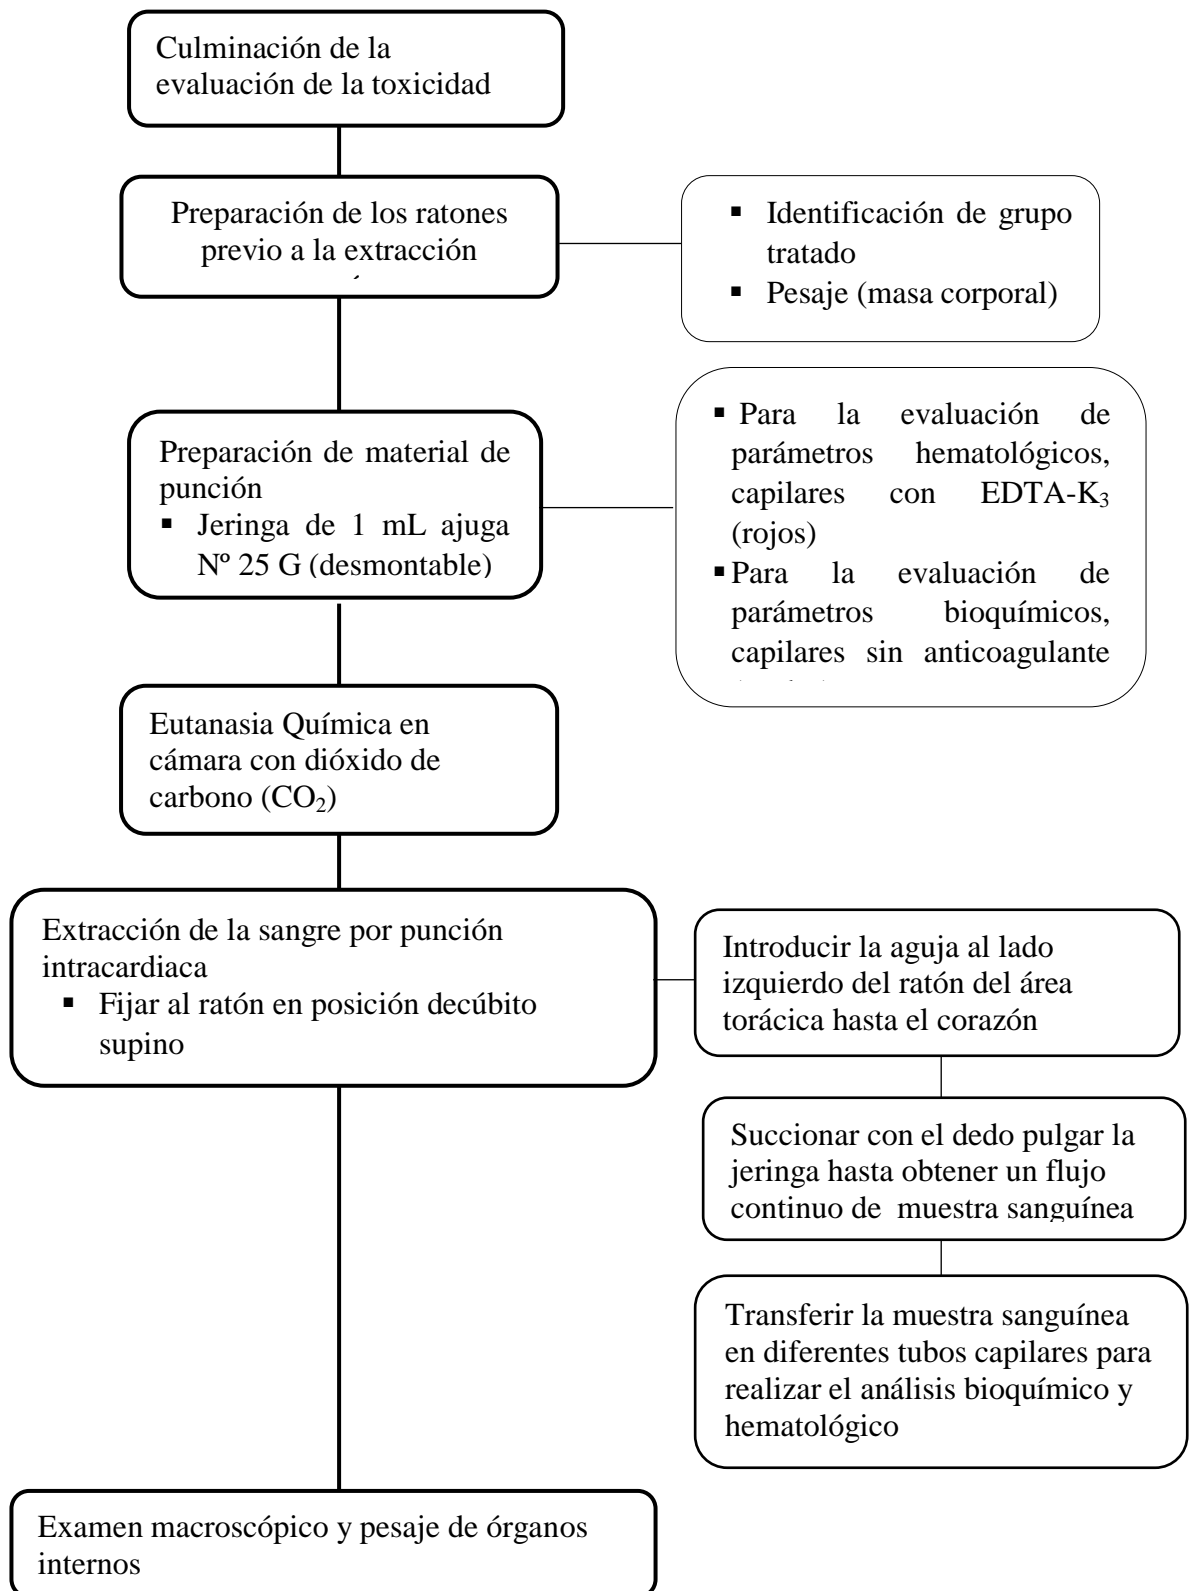 Culminación de la
evaluación de la toxicidad
Preparación de los ratones
previo a la extracción
▪ Identificación de grupo
tratado
▪ Pesaje (masa corporal)
Preparación de material de
punción
▪ Jeringa de 1 mL ajuga
Nº 25 G (desmontable)
▪ Para la evaluación de
parámetros hematológicos,
capilares con EDTA-K₃
(rojos)
▪ Para la evaluación de
parámetros bioquímicos,
capilares sin anticoagulante
Eutanasia Química en
cámara con dióxido de
carbono (CO₂)
Extracción de la sangre por punción
intracardiaca
▪ Fijar al ratón en posición decúbito
supino
Introducir la aguja al lado
izquierdo del ratón del área
torácica hasta el corazón
Succionar con el dedo pulgar la
jeringa hasta obtener un flujo
continuo de muestra sanguínea
Transferir la muestra sanguínea
en diferentes tubos capilares para
realizar el análisis bioquímico y
hematológico
Examen macroscópico y pesaje de órganos
internos